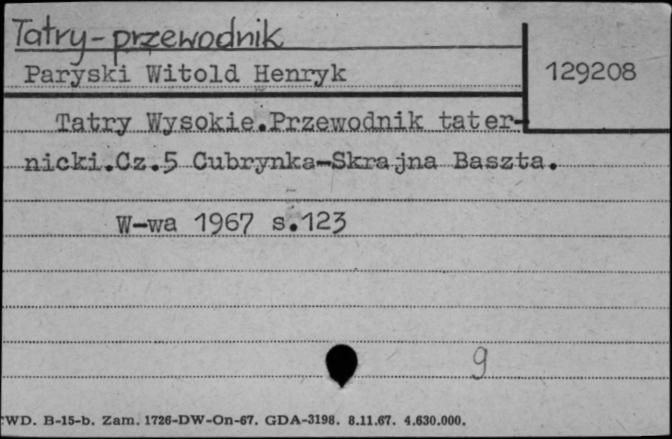 Tatry-przewodnik
Paryski Witold Henryk
129208
Tatry Wysokie.Przewodnik tater-
nicki.Cz.5 Cubrynka-Skrajna Baszta.
W-wa 1967 s.123
9
CWD. B-15-b. Zam. 1726-DW-On-67. GDA-3198. 8.11.67. 4.630.000.